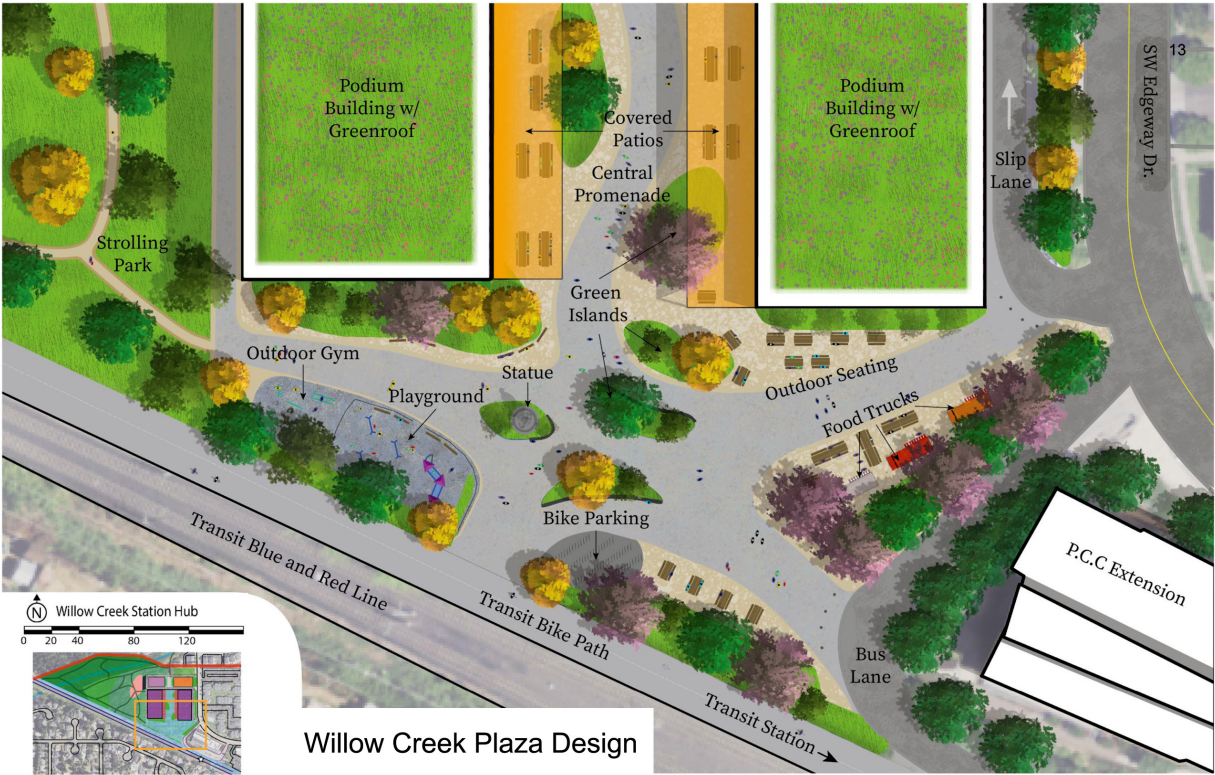 Podium
Building w/
Greenroof
Covered
Patios
Central
Promenade
Podium
Building w/
Greenroof
Slip
Lane
SW Edgeway Dr.
13
Strolling
Park
Green
Islands
Outdoor Gym
Playground
Statue
Outdoor Seating
Food Trucks
Bike Parking
P.C.C Extension
Transit Blue and Red Line
Transit Bike Path
Bus
Lane
Transit Station
N
Willow Creek Station Hub
0 20 40 80 120
Willow Creek Plaza Design